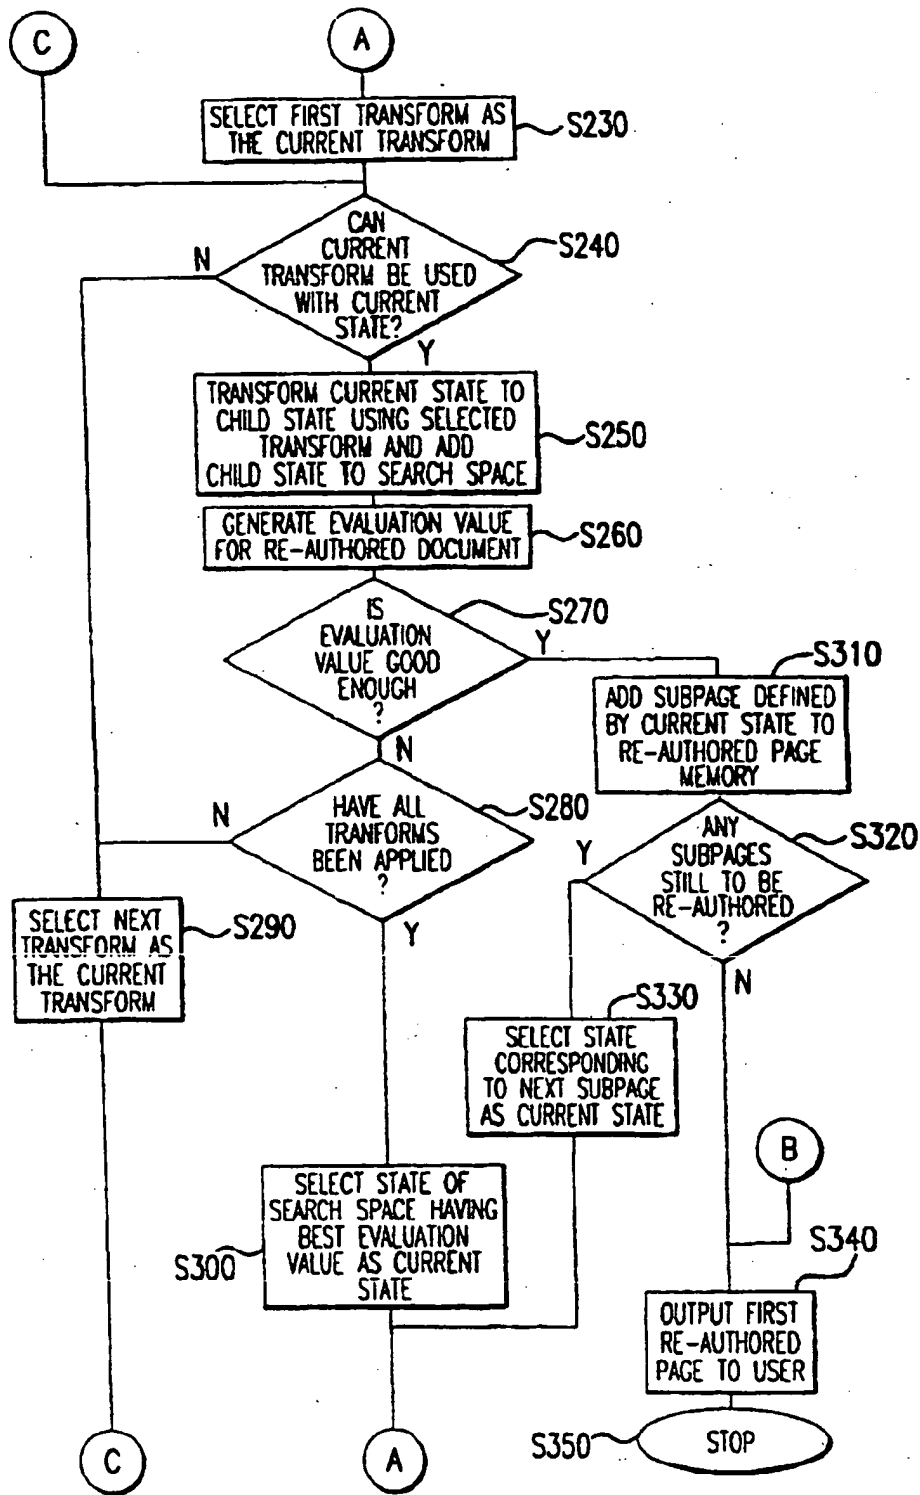 C
A
SELECT FIRST TRANSFORM AS
THE CURRENT TRANSFORM
S230
CAN
CURRENT
TRANSFORM BE USED
WITH CURRENT
STATE?
S240
N
Y
TRANSFORM CURRENT STATE TO
CHILD STATE USING SELECTED
TRANSFORM AND ADD
CHILD STATE TO SEARCH SPACE
S250
GENERATE EVALUATION VALUE
FOR RE-AUTHORED DOCUMENT
S260
IS
EVALUATION
VALUE GOOD
ENOUGH
?
S270
Y
N
S310
ADD SUBPAGE DEFINED
BY CURRENT STATE TO
RE-AUTHORED PAGE
MEMORY
HAVE ALL
TRANFORMS
BEEN APPLIED
?
S280
N
Y
ANY
SUBPAGES
STILL TO BE
RE-AUTHORED
?
S320
Y
N
SELECT NEXT
TRANSFORM AS
THE CURRENT
TRANSFORM
S290
S330
SELECT STATE
CORRESPONDING
TO NEXT SUBPAGE
AS CURRENT STATE
B
SELECT STATE OF
SEARCH SPACE HAVING
BEST EVALUATION
VALUE AS CURRENT
STATE
S300
S340
OUTPUT FIRST
RE-AUTHORED
PAGE TO USER
S350
STOP
C
A